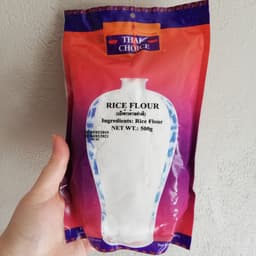 THAI
CHOICE
RICE FLOUR
Ingredients: Rice Flour
NET WT.: 500g